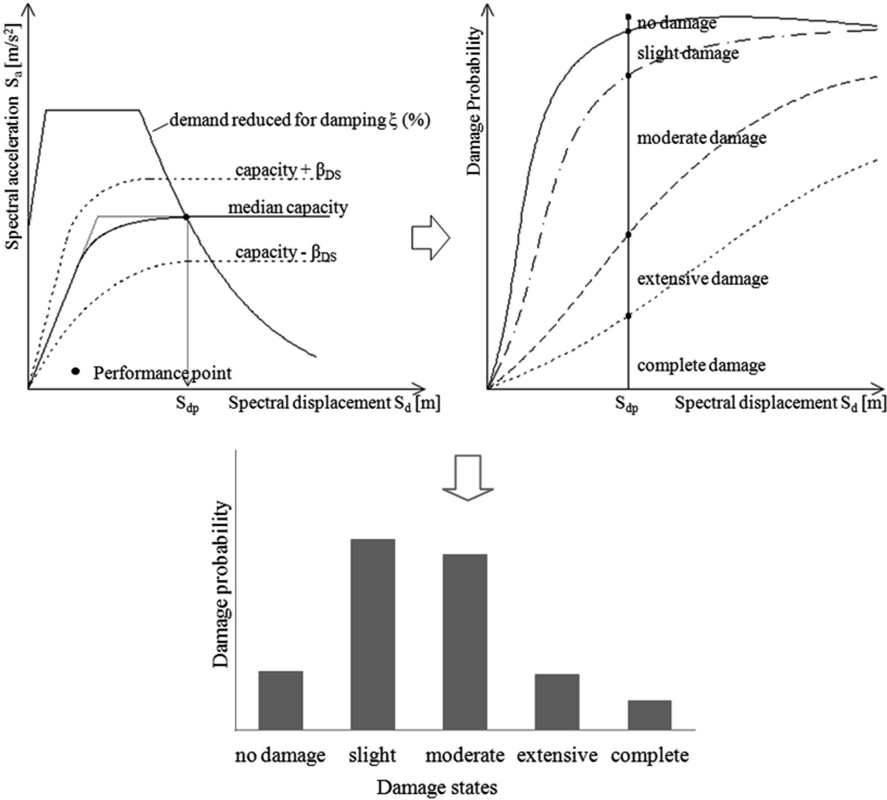 Spectral acceleration Sa [m/s²]
demand reduced for damping ξ (%)
capacity + βDS
median capacity
capacity - βDS
Performance point
Sdp
Spectral displacement Sd [m]
Damage Probability
no damage
slight damage
moderate damage
extensive damage
complete damage
Sdp
Spectral displacement Sd [m]
Damage probability
no damage
slight
moderate
extensive
complete
Damage states